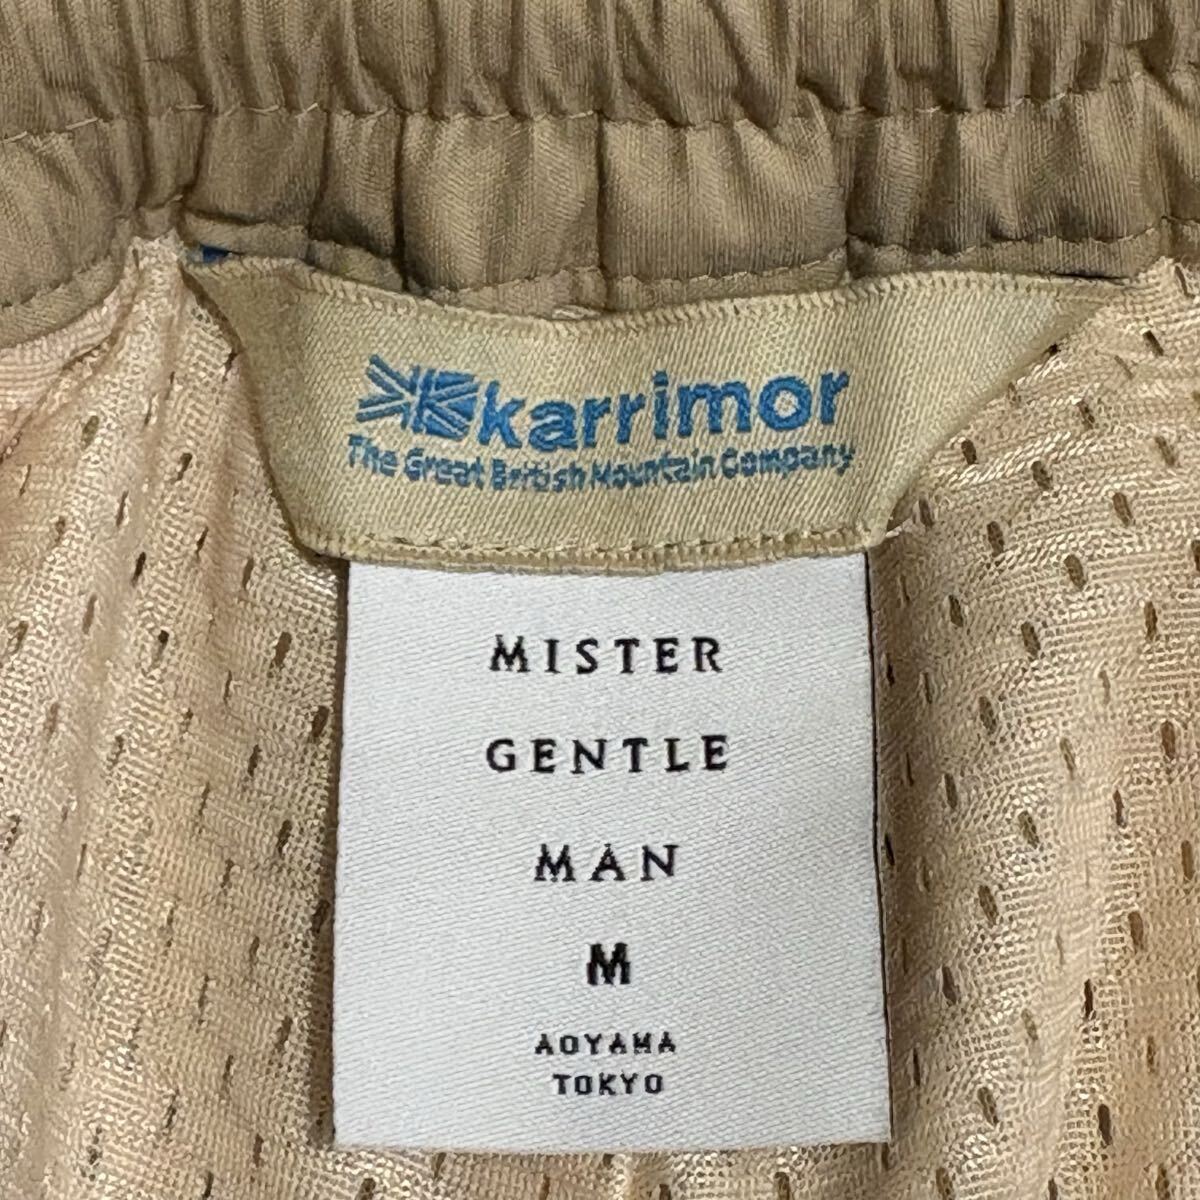 karrimor
The Great British Mountain Company
MISTER
GENTLE
MAN
M
AOYAMA
TOKYO